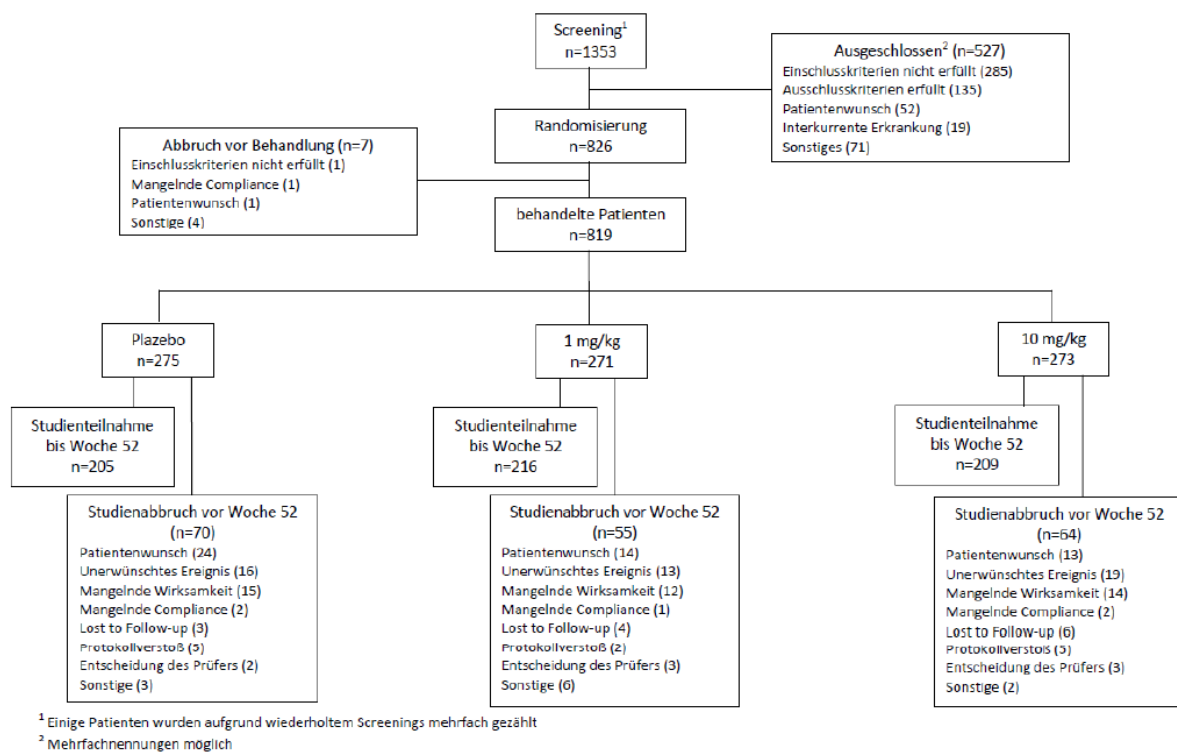 Screening¹
n=1353
Ausgeschlossen² (n=527)
Einschlusskriterien nicht erfüllt (285)
Ausschlusskriterien erfüllt (135)
Patientenwunsch (52)
Interkurrente Erkrankung (19)
Sonstiges (71)
Randomisierung
n=826
Abbruch vor Behandlung (n=7)
Einschlusskriterien nicht erfüllt (1)
Mangelnde Compliance (1)
Patientenwunsch (1)
Sonstige (4)
behandelte Patienten
n=819
Plazebo
n=275
1 mg/kg
n=271
10 mg/kg
n=273
Studienteilnahme
bis Woche 52
n=205
Studienteilnahme
bis Woche 52
n=216
Studienteilnahme
bis Woche 52
n=209
Studienabbruch vor Woche 52
(n=70)
Patientenwunsch (24)
Unerwünschtes Ereignis (16)
Mangelnde Wirksamkeit (15)
Mangelnde Compliance (2)
Lost to Follow-up (3)
Protokollverstoß (5)
Entscheidung des Prüfers (2)
Sonstige (3)
Studienabbruch vor Woche 52
(n=55)
Patientenwunsch (14)
Unerwünschtes Ereignis (13)
Mangelnde Wirksamkeit (12)
Mangelnde Compliance (1)
Lost to Follow-up (4)
Protokollverstoß (2)
Entscheidung des Prüfers (3)
Sonstige (6)
Studienabbruch vor Woche 52
(n=64)
Patientenwunsch (13)
Unerwünschtes Ereignis (19)
Mangelnde Wirksamkeit (14)
Mangelnde Compliance (2)
Lost to Follow-up (6)
Protokollverstoß (5)
Entscheidung des Prüfers (3)
Sonstige (2)
¹ Einige Patienten wurden aufgrund wiederholtem Screenings mehrfach gezählt
² Mehrfachnennungen möglich